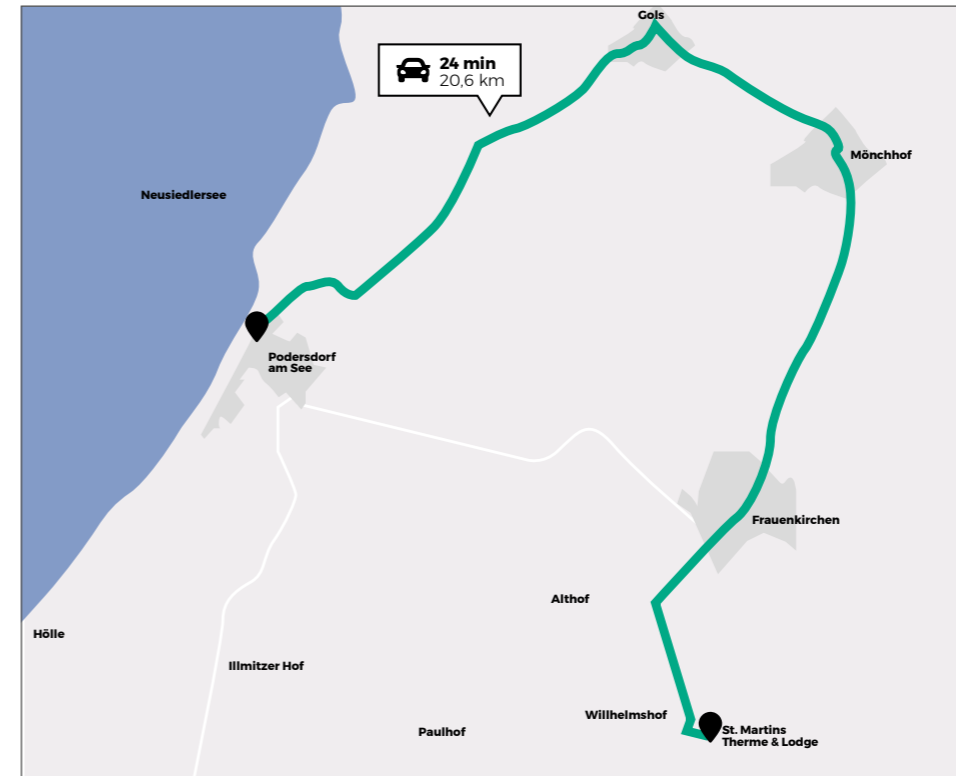 Gols
24 min
20,6 km
Mönchhof
Neusiedlersee
Podersdorf
am See
Frauenkirchen
Althof
Hölle
Illmitzer Hof
Willhelmshof
Paulhof
St. Martins
Therme & Lodge